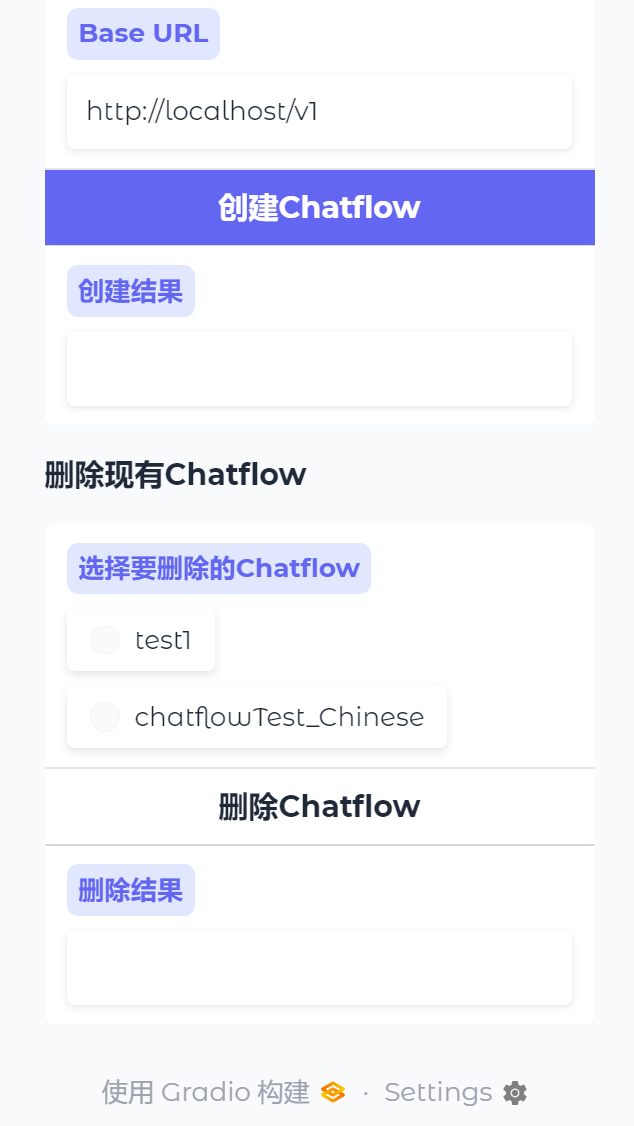 Base URL
http://localhost/v1
创建Chatflow
创建结果
删除现有Chatflow
选择要删除的Chatflow
test1
chatflowTest_Chinese
删除Chatflow
删除结果
使用 Gradio 构建 · Settings